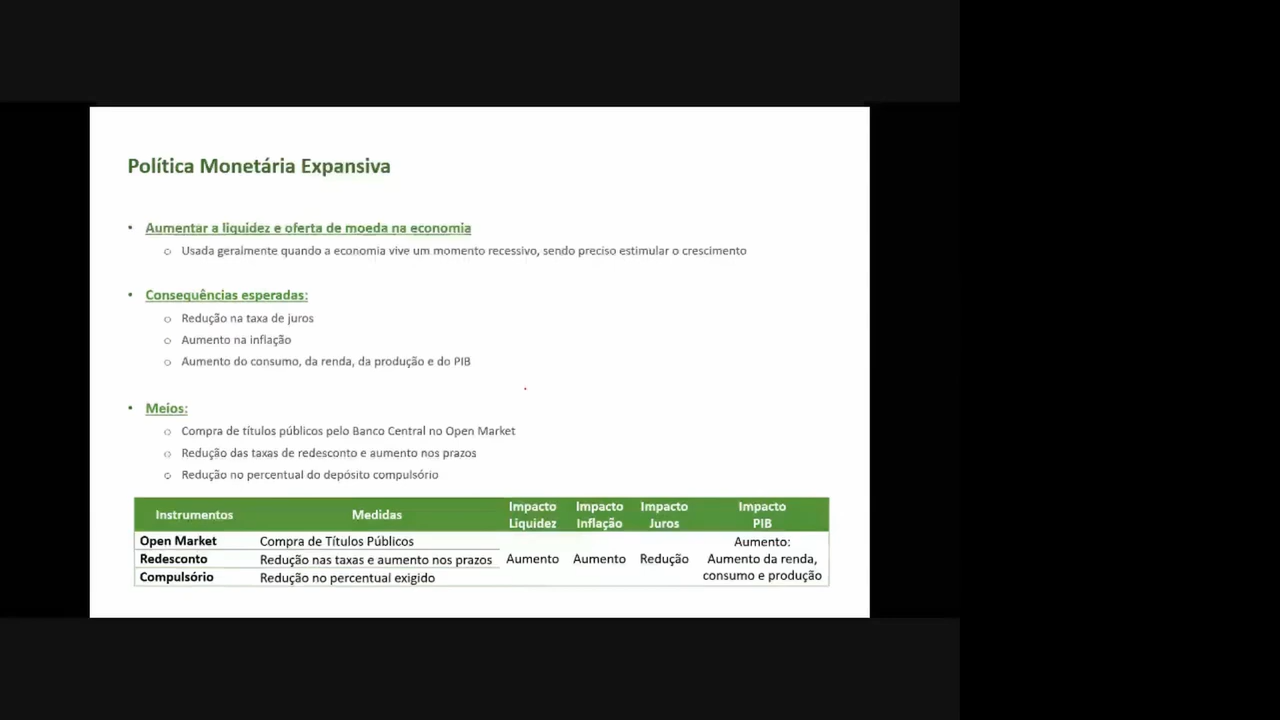 Política Monetária Expansiva
• Aumentar a liquidez e oferta de moeda na economia
o Usada geralmente quando a economia vive um momento recessivo, sendo preciso estimular o crescimento
• Consequências esperadas:
o Redução na taxa de juros
o Aumento na inflação
o Aumento do consumo, da renda, da produção e do PIB
• Meios:
o Compra de títulos públicos pelo Banco Central no Open Market
o Redução das taxas de redesconto e aumento nos prazos
o Redução no percentual do depósito compulsório
Instrumentos Medidas Impacto Liquidez Impacto Inflação Impacto Juros Impacto PIB
Open Market Compra de Títulos Públicos
Redesconto Redução nas taxas e aumento nos prazos
Compulsório Redução no percentual exigido
Aumento Aumento Redução
Aumento:
Aumento da renda,
consumo e produção